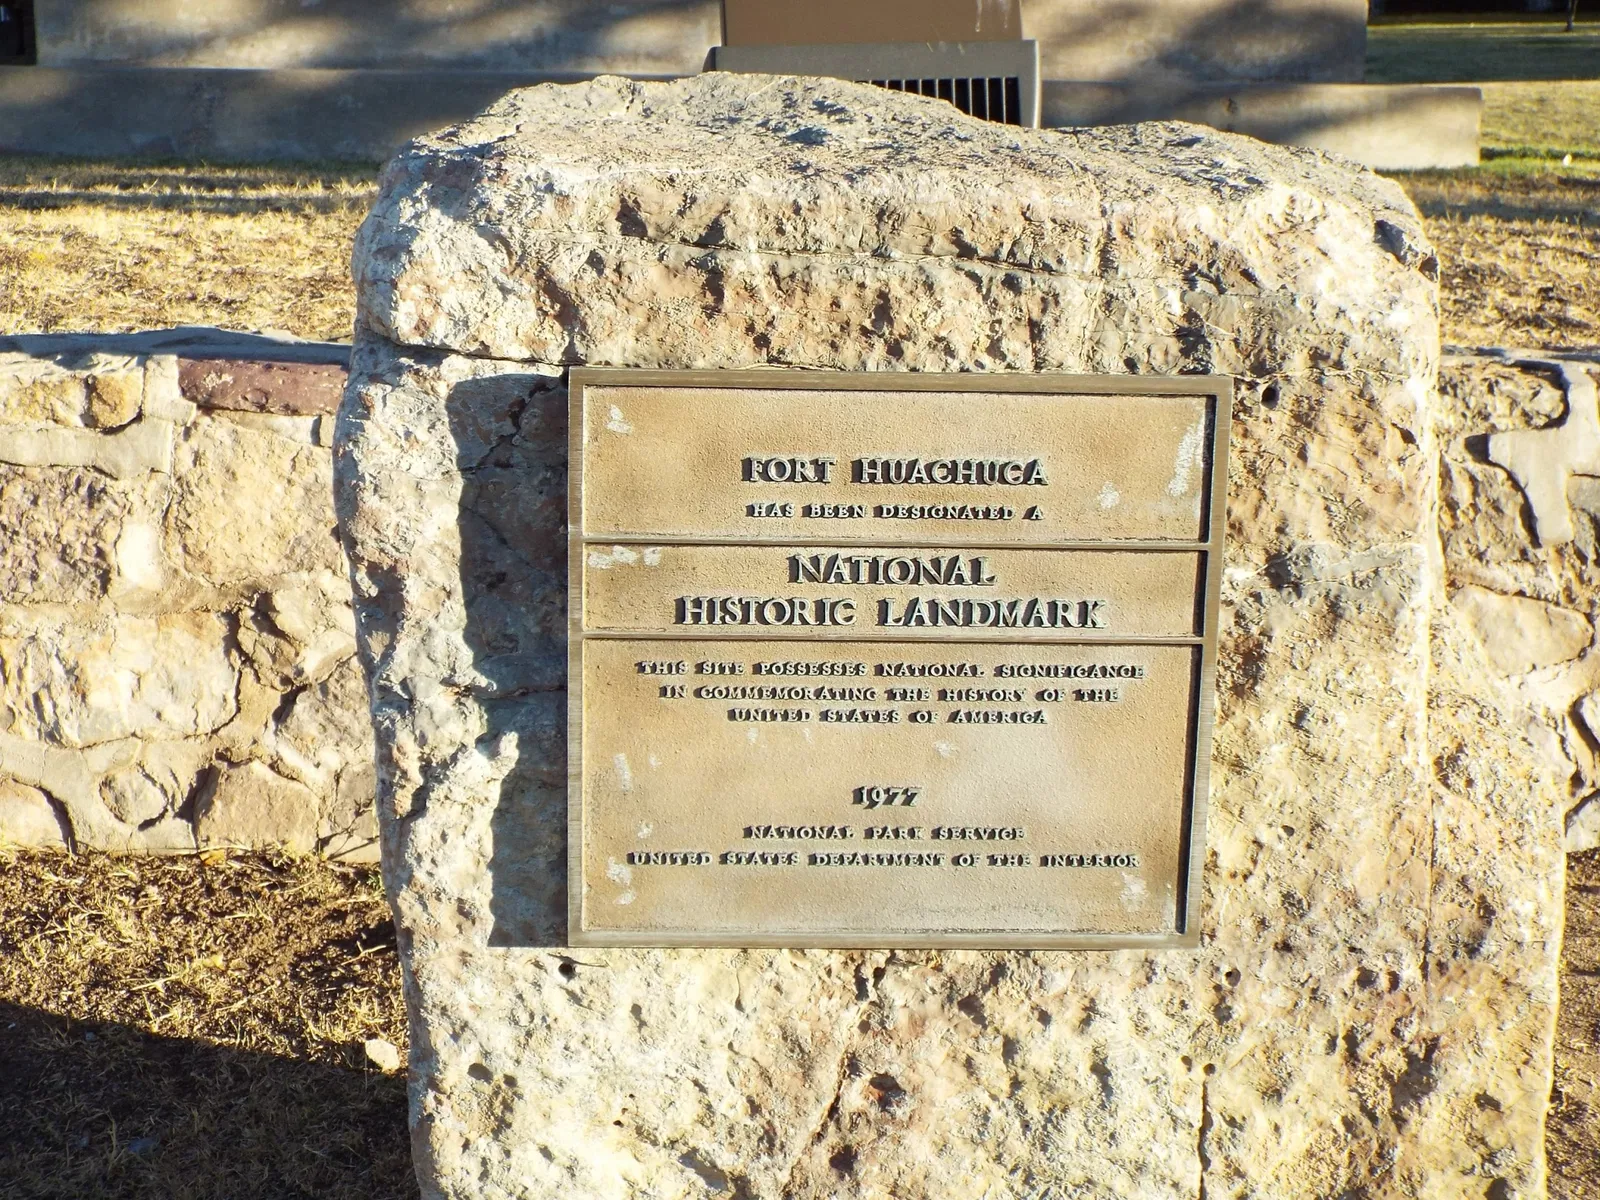 FORT HUACHUCA
HAS BEEN DESIGNATED A
NATIONAL
HISTORIC LANDMARK
THIS SITE POSSESSES NATIONAL SIGNIFICANCE
IN COMMEMORATING THE HISTORY OF THE
UNITED STATES OF AMERICA
1977
NATIONAL PARK SERVICE
UNITED STATES DEPARTMENT OF THE INTERIOR